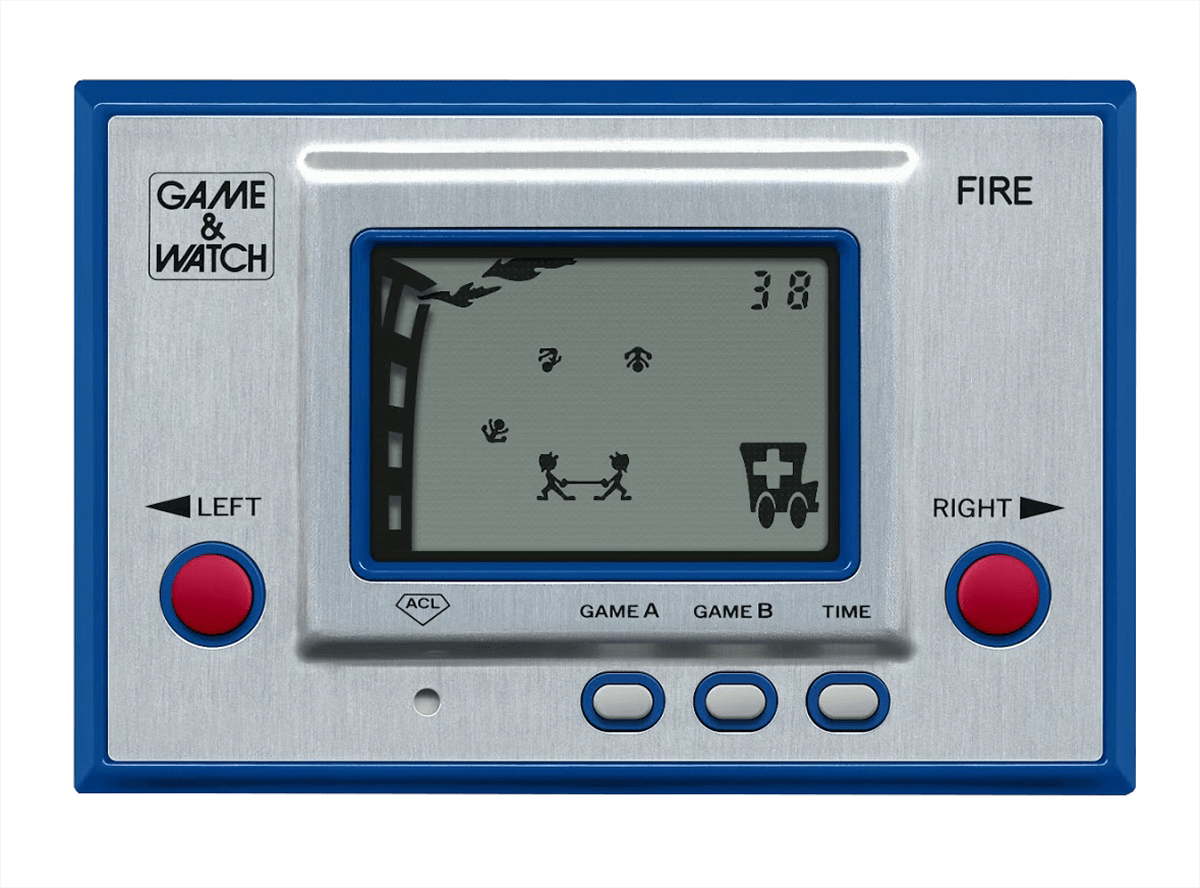 GAME
&
WATCH
FIRE
38
LEFT
RIGHT
ACL
GAME A
GAME B
TIME